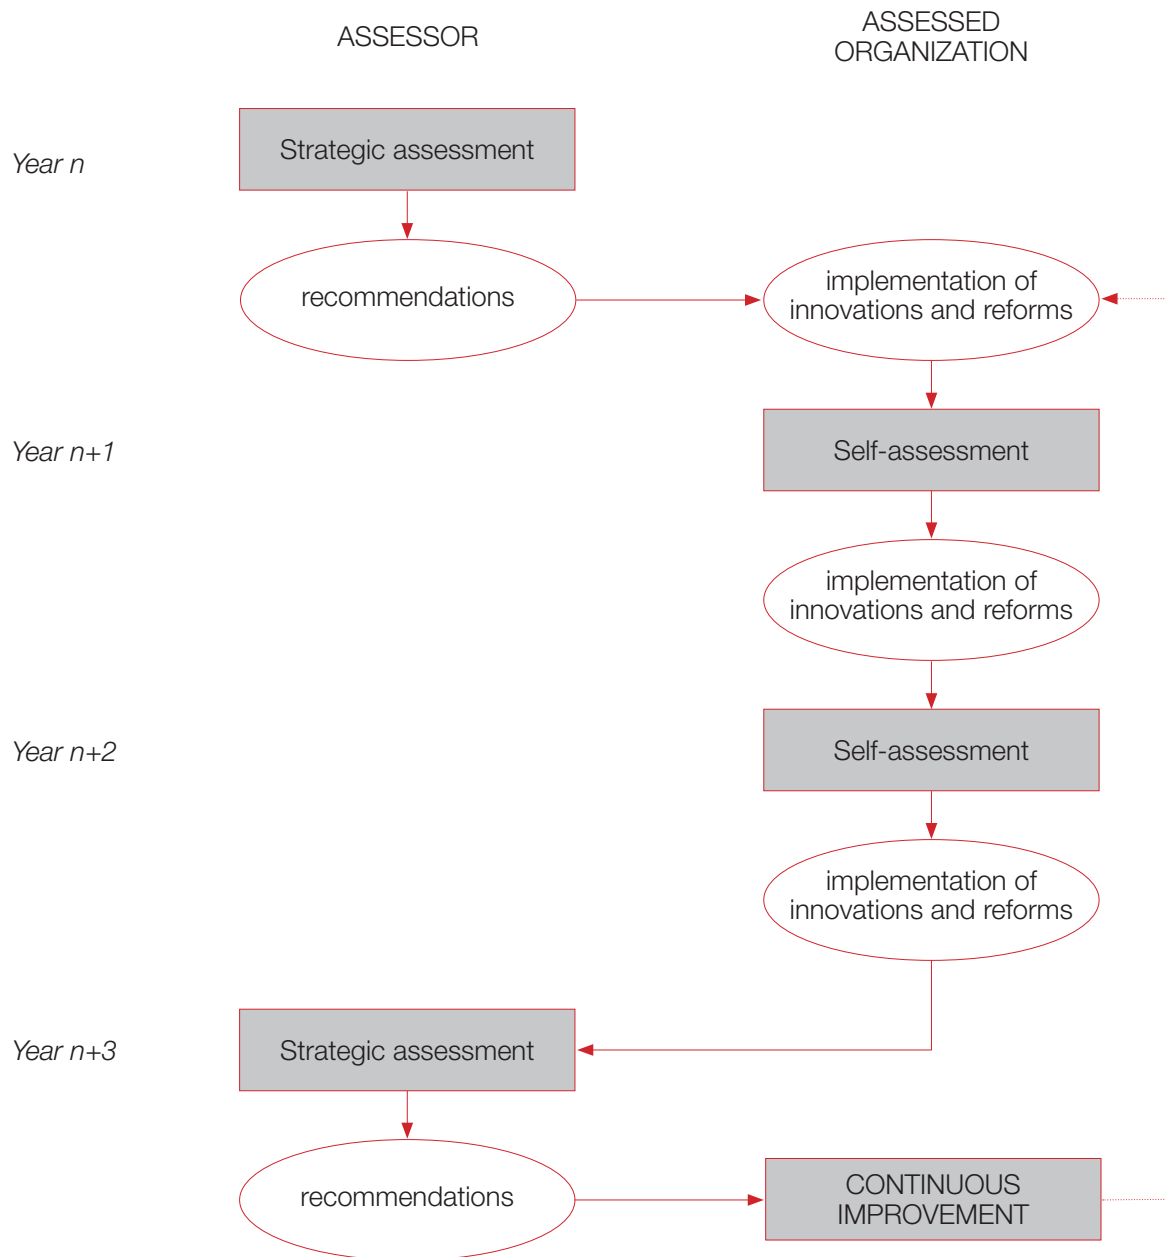 ASSESSOR
ASSESSED
ORGANIZATION
Year n
Strategic assessment
recommendations
implementation of
innovations and reforms
Year n+1
Self-assessment
implementation of
innovations and reforms
Year n+2
Self-assessment
implementation of
innovations and reforms
Year n+3
Strategic assessment
recommendations
CONTINUOUS
IMPROVEMENT